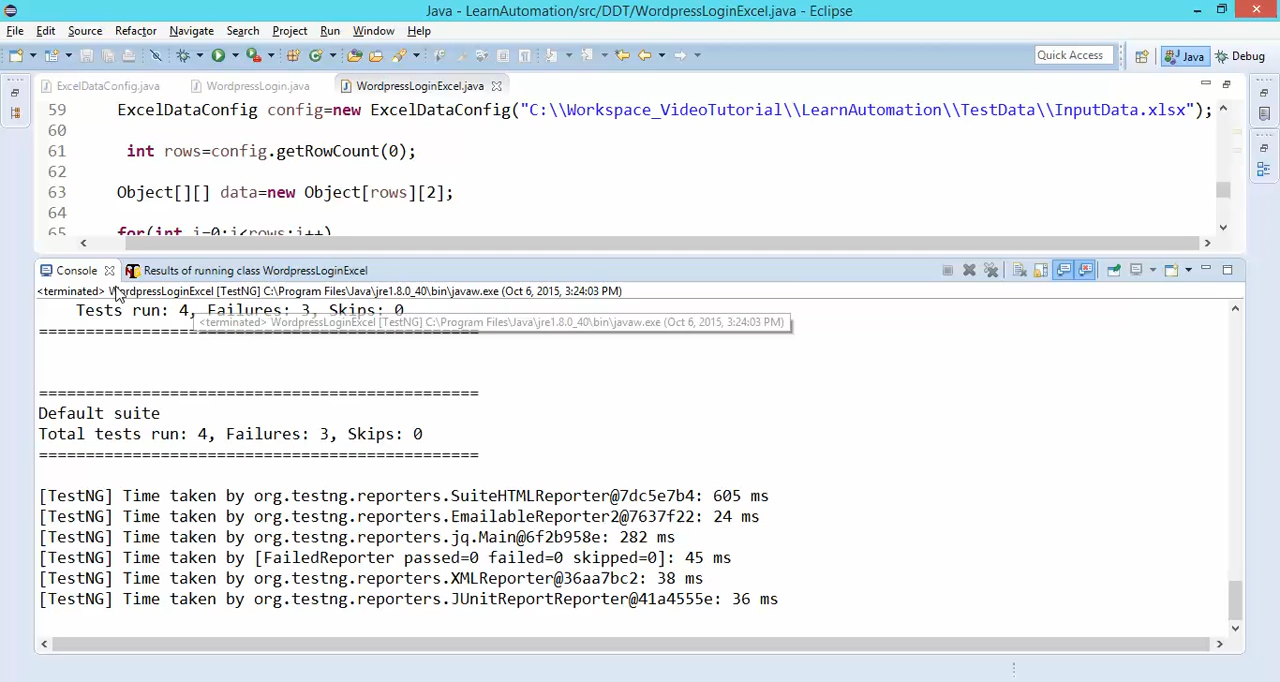 Java - LearnAutomation/src/DDT/WordpressLoginExcel.java - Eclipse
File Edit Source Refactor Navigate Search Project Run Window Help
Quick Access Java Debug
ExcelDataConfig.java WordpressLogin.java WordpressLoginExcel.java
59 ExcelDataConfig config=new ExcelDataConfig("C:\\Workspace_VideoTutorial\\LearnAutomation\\TestData\\InputData.xlsx");
60
61 int rows=config.getRowCount(0);
62
63 Object[][] data=new Object[rows][2];
64
65 for(int i=0;i<rows;i++)
Console Results of running class WordpressLoginExcel
<terminated> WordpressLoginExcel [TestNG] C:\Program Files\Java\jre1.8.0_40\bin\javaw.exe (Oct 6, 2015, 3:24:03 PM)
Tests run: 4, Failures: 3, Skips: 0
<terminated> WordpressLoginExcel [TestNG] C:\Program Files\Java\jre1.8.0_40\bin\javaw.exe (Oct 6, 2015, 3:24:03 PM)
===============================================
===============================================
Default suite
Total tests run: 4, Failures: 3, Skips: 0
===============================================
[TestNG] Time taken by org.testng.reporters.SuiteHTMLReporter@7dc5e7b4: 605 ms
[TestNG] Time taken by org.testng.reporters.EmailableReporter2@7637f22: 24 ms
[TestNG] Time taken by org.testng.reporters.jq.Main@6f2b958e: 282 ms
[TestNG] Time taken by [FailedReporter passed=0 failed=0 skipped=0]: 45 ms
[TestNG] Time taken by org.testng.reporters.XMLReporter@36aa7bc2: 38 ms
[TestNG] Time taken by org.testng.reporters.JUnitReportReporter@41a4555e: 36 ms